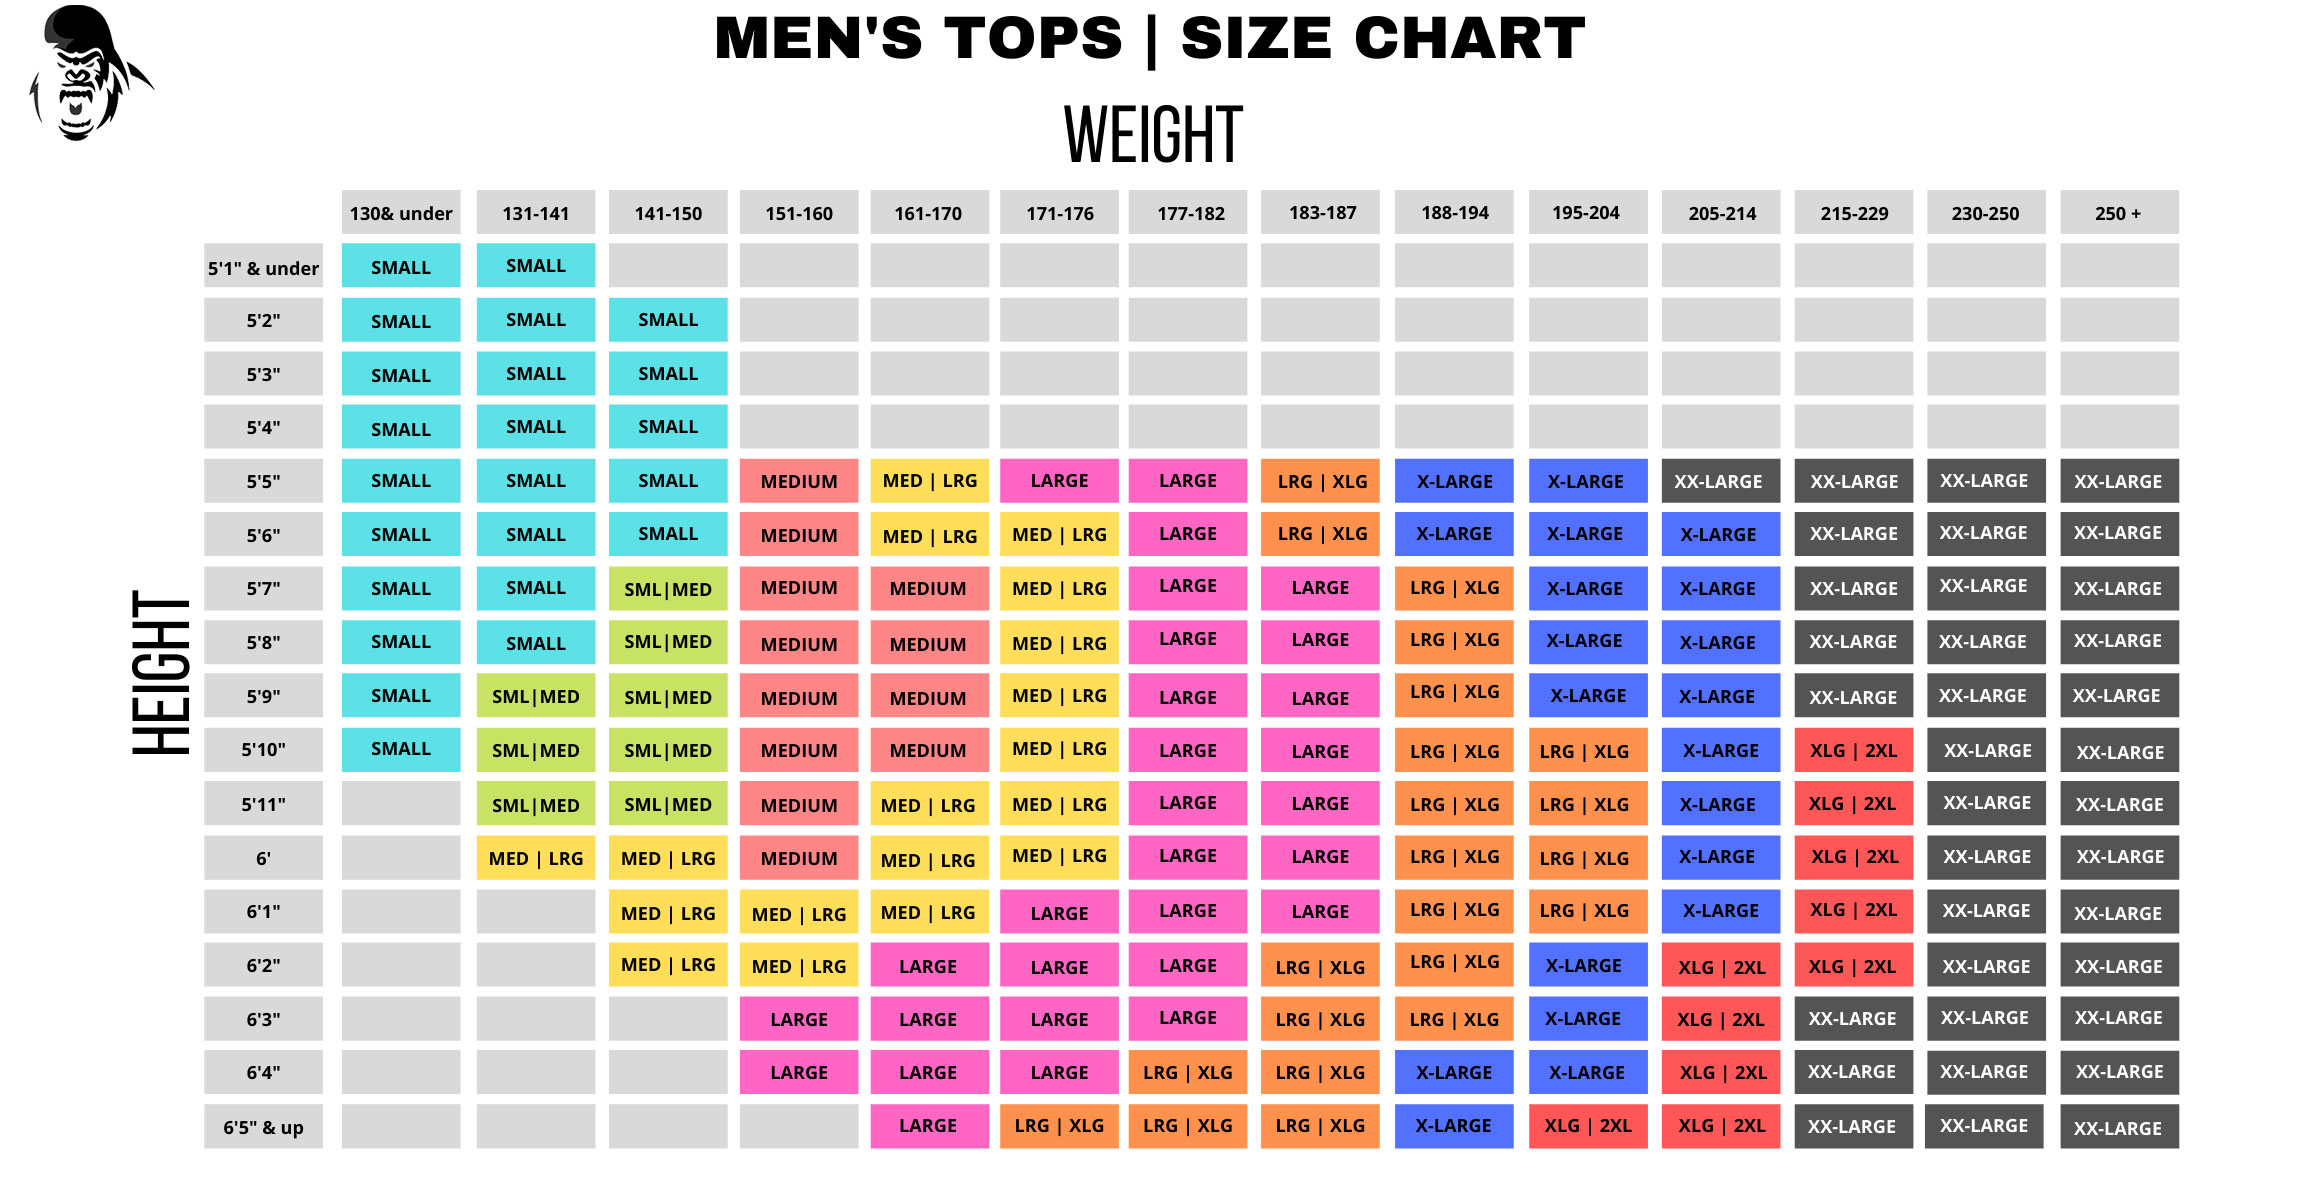 MEN'S TOPS | SIZE CHART
WEIGHT
130& under 131-141 141-150 151-160 161-170 171-176 177-182 183-187 188-194 195-204 205-214 215-229 230-250 250 +
5'1" & under SMALL SMALL
5'2" SMALL SMALL SMALL
5'3" SMALL SMALL SMALL
5'4" SMALL SMALL SMALL
5'5" SMALL SMALL SMALL MEDIUM MED | LRG LARGE LARGE LRG | XLG X-LARGE X-LARGE XX-LARGE XX-LARGE XX-LARGE XX-LARGE
5'6" SMALL SMALL SMALL MEDIUM MED | LRG MED | LRG LARGE LRG | XLG X-LARGE X-LARGE X-LARGE XX-LARGE XX-LARGE XX-LARGE
5'7" SMALL SMALL SML|MED MEDIUM MEDIUM MED | LRG LARGE LARGE LRG | XLG X-LARGE X-LARGE XX-LARGE XX-LARGE XX-LARGE
HEIGHT
5'8" SMALL SMALL SML|MED MEDIUM MEDIUM MED | LRG LARGE LARGE LRG | XLG X-LARGE X-LARGE XX-LARGE XX-LARGE XX-LARGE
5'9" SMALL SML|MED SML|MED MEDIUM MEDIUM MED | LRG LARGE LARGE LRG | XLG X-LARGE X-LARGE XX-LARGE XX-LARGE XX-LARGE
5'10" SMALL SML|MED SML|MED MEDIUM MEDIUM MED | LRG LARGE LARGE LRG | XLG LRG | XLG X-LARGE XLG | 2XL XX-LARGE XX-LARGE
5'11" SML|MED SML|MED MEDIUM MED | LRG MED | LRG LARGE LARGE LRG | XLG LRG | XLG X-LARGE XLG | 2XL XX-LARGE XX-LARGE
6' MED | LRG MED | LRG MEDIUM MED | LRG MED | LRG LARGE LARGE LRG | XLG LRG | XLG X-LARGE XLG | 2XL XX-LARGE XX-LARGE
6'1" MED | LRG MED | LRG MED | LRG LARGE LARGE LARGE LRG | XLG LRG | XLG X-LARGE XLG | 2XL XX-LARGE XX-LARGE
6'2" MED | LRG MED | LRG LARGE LARGE LARGE LRG | XLG LRG | XLG X-LARGE XLG | 2XL XLG | 2XL XX-LARGE XX-LARGE
6'3" LARGE LARGE LARGE LARGE LRG | XLG LRG | XLG X-LARGE XLG | 2XL XX-LARGE XX-LARGE XX-LARGE
6'4" LARGE LARGE LARGE LRG | XLG LRG | XLG X-LARGE X-LARGE XLG | 2XL XX-LARGE XX-LARGE XX-LARGE
6'5" & up LARGE LRG | XLG LRG | XLG LRG | XLG X-LARGE XLG | 2XL XLG | 2XL XX-LARGE XX-LARGE XX-LARGE